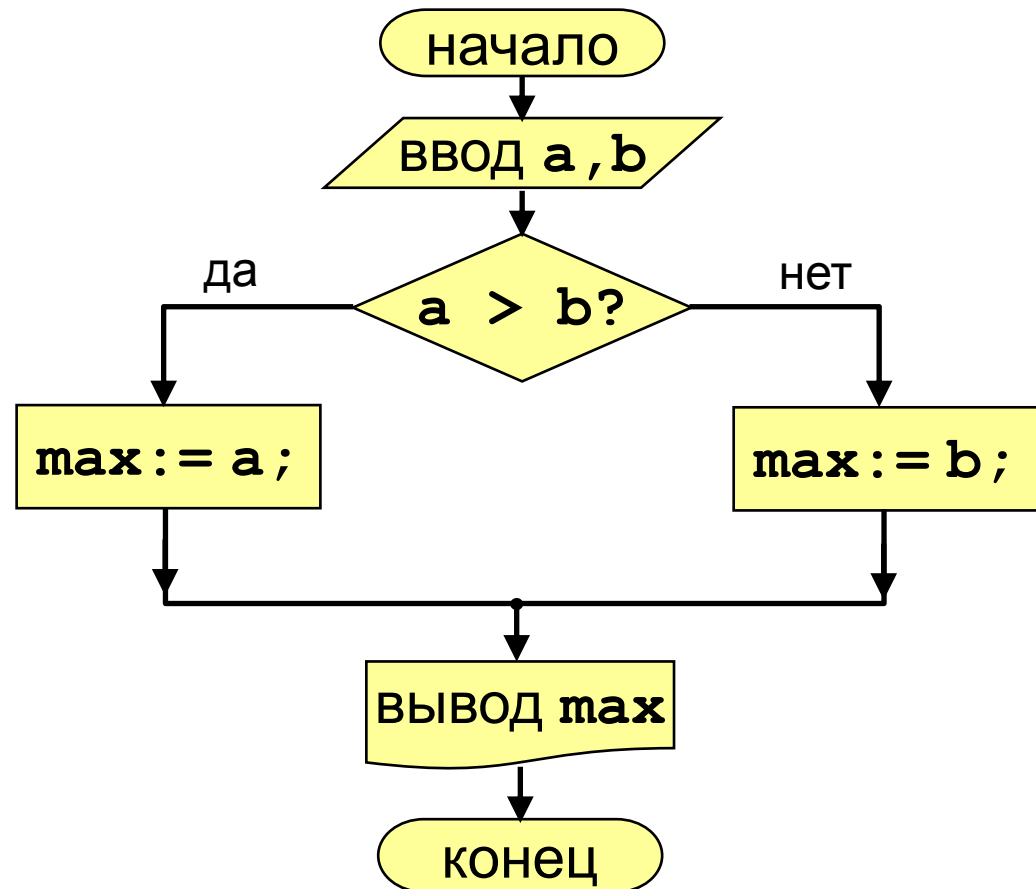 начало
ввод a,b
a > b?
да
нет
max:= a;
max:= b;
вывод max
конец